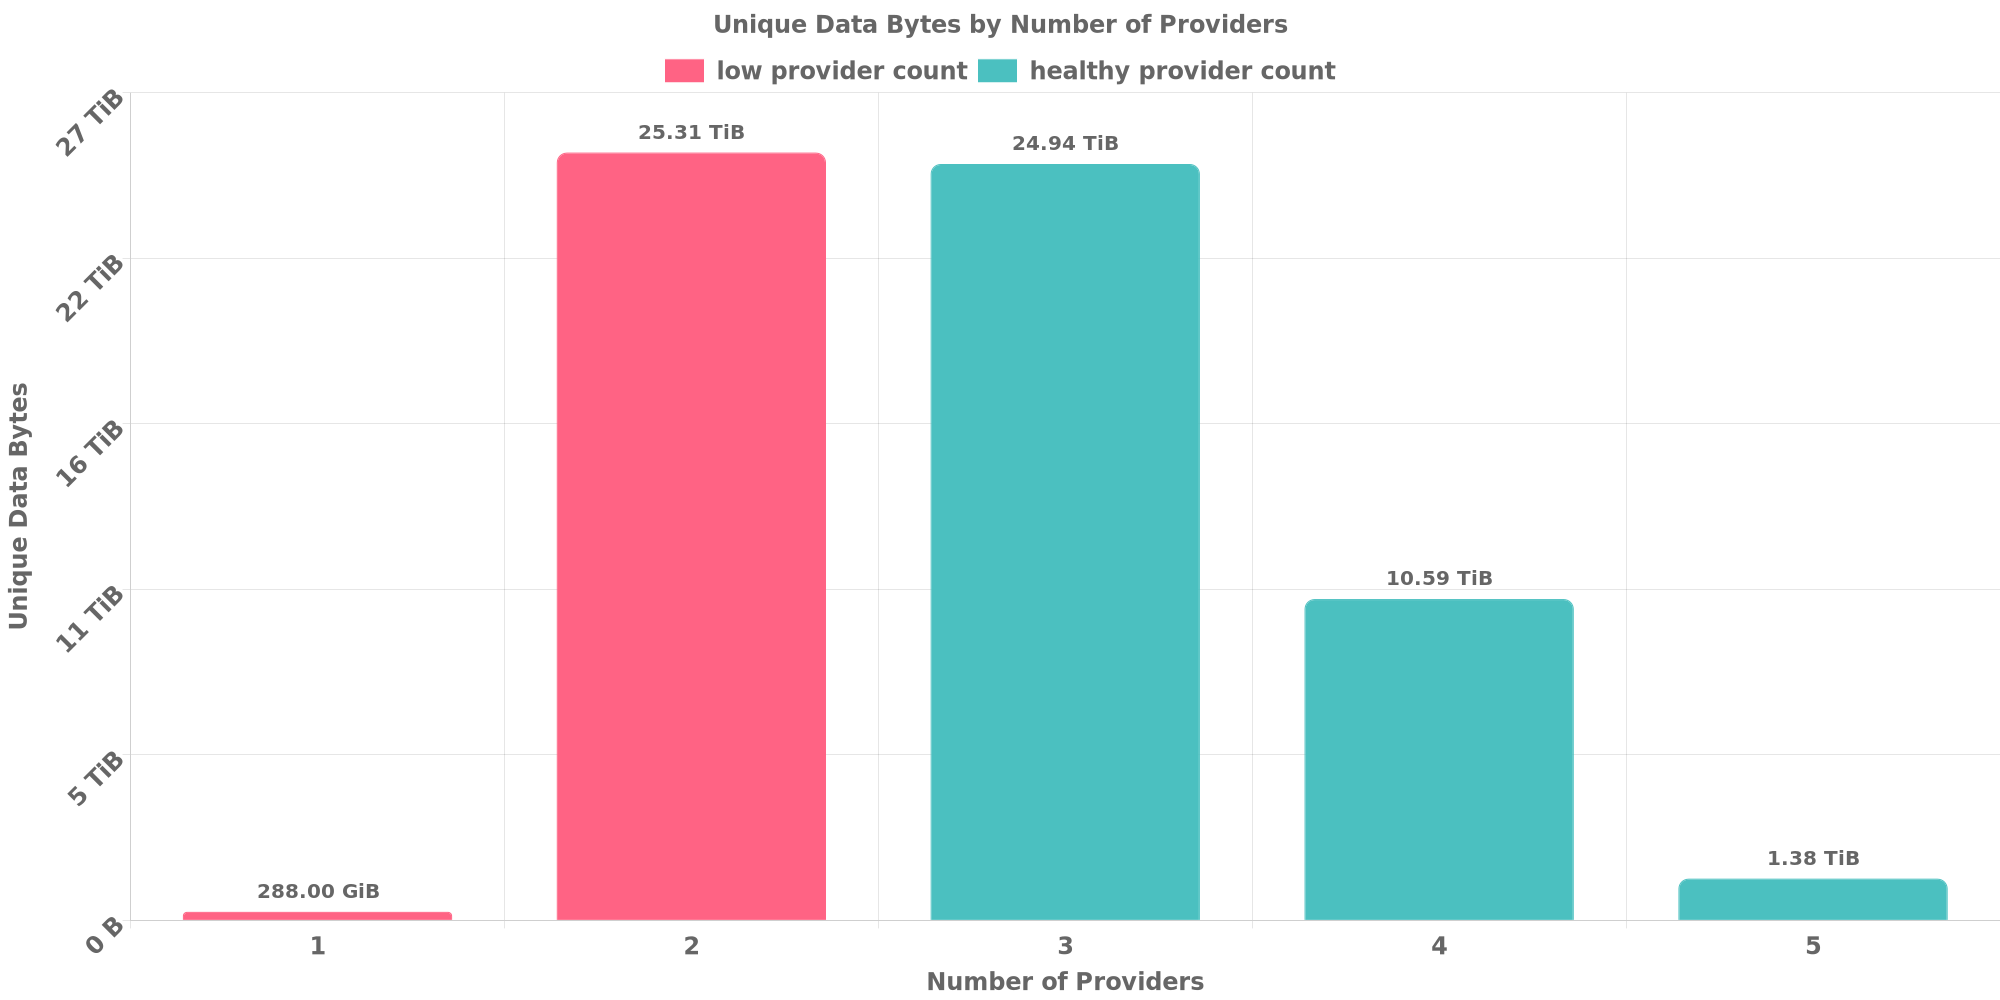 Unique Data Bytes by Number of Providers
low provider count healthy provider count
27 TiB
22 TiB
16 TiB
11 TiB
5 TiB
0 B
Unique Data Bytes
288.00 GiB
25.31 TiB
24.94 TiB
10.59 TiB
1.38 TiB
1 2 3 4 5
Number of Providers